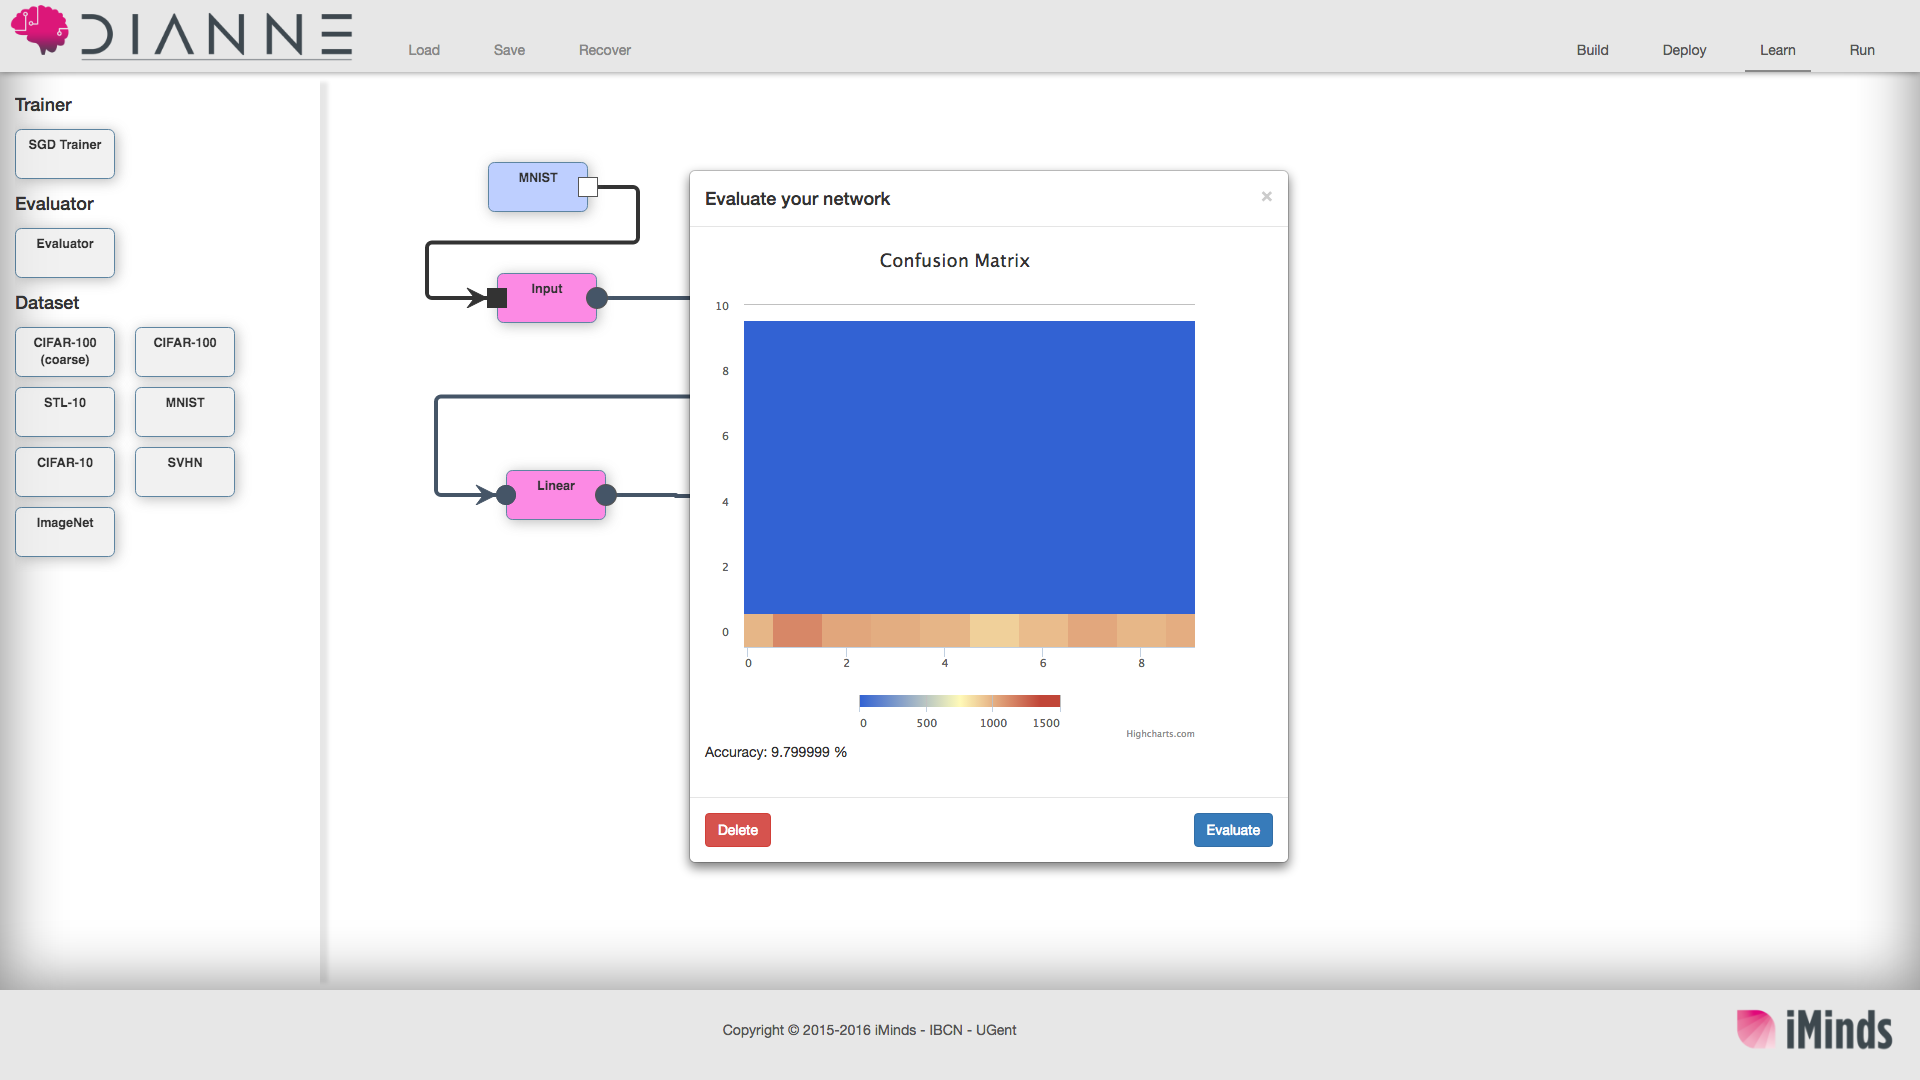 DIANNE
Load Save Recover
Build Deploy Learn Run
Trainer
SGD Trainer
Evaluator
Evaluator
Dataset
CIFAR-100
(coarse)
CIFAR-100
STL-10
MNIST
CIFAR-10
SVHN
ImageNet
MNIST
Input
Linear
Evaluate your network
×
Confusion Matrix
10
8
6
4
2
0
0 2 4 6 8
0 500 1000 1500
Highcharts.com
Accuracy: 9.799999 %
Delete
Evaluate
Copyright © 2015-2016 iMinds - IBCN - UGent
iMinds